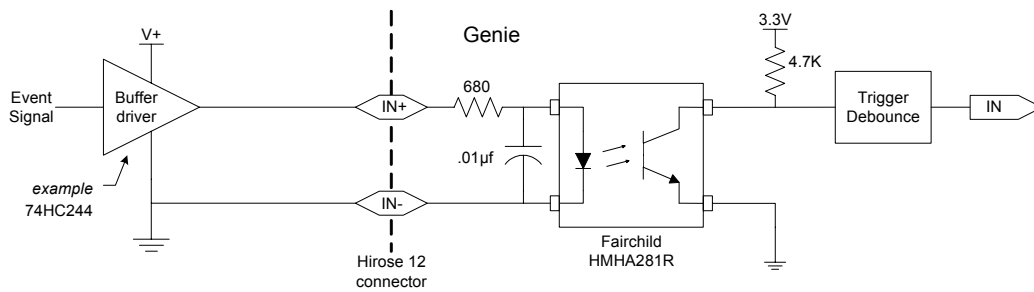 V+
Genie
3.3V
4.7K
680
Event
Signal
Buffer
driver
IN+
Trigger
Debounce
IN
.01µf
example
74HC244
IN-
Hirose 12
connector
Fairchild
HMHA281R